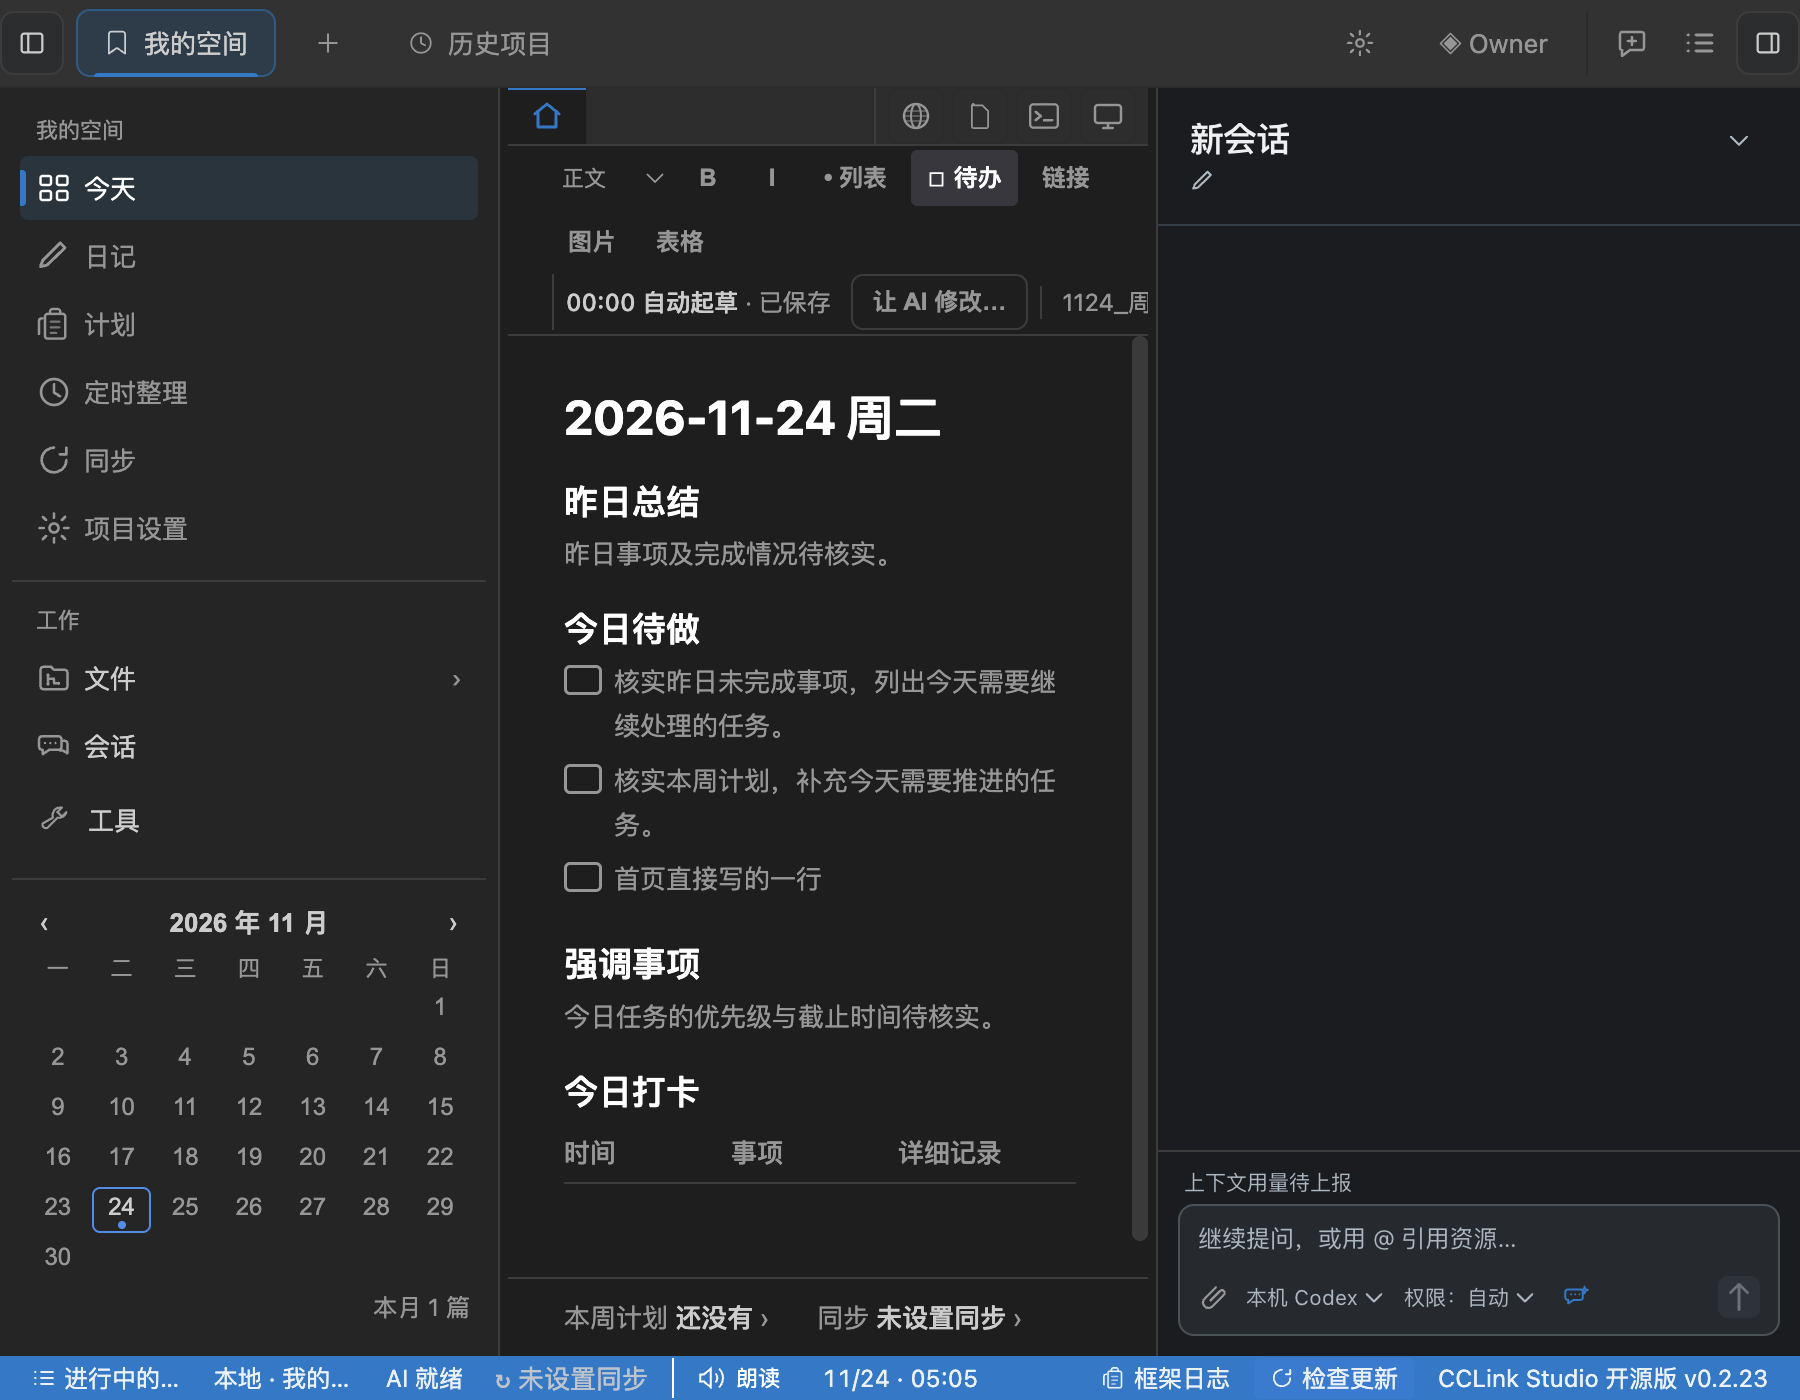 我的空间
历史项目
Owner
我的空间
今天
日记
计划
定时整理
同步
项目设置
工作
文件
会话
工具
2026 年 11 月
一 二 三 四 五 六 日
1
2 3 4 5 6 7 8
9 10 11 12 13 14 15
16 17 18 19 20 21 22
23 24 25 26 27 28 29
30
本月 1 篇
正文 B I • 列表 待办 链接
图片 表格
00:00 自动起草 · 已保存 让 AI 修改... 1124_周
2026-11-24 周二
昨日总结
昨日事项及完成情况待核实。
今日待做
核实昨日未完成事项，列出今天需要继
续处理的任务。
核实本周计划，补充今天需要推进的任
务。
首页直接写的一行
强调事项
今日任务的优先级与截止时间待核实。
今日打卡
时间 事项 详细记录
本周计划 还没有 › 同步 未设置同步 ›
新会话
上下文用量待上报
继续提问，或用 @ 引用资源...
本机 Codex 权限：自动
进行中的... 本地 · 我的... AI 就绪 未设置同步 朗读 11/24 · 05:05 框架日志 检查更新 CCLink Studio 开源版 v0.2.23